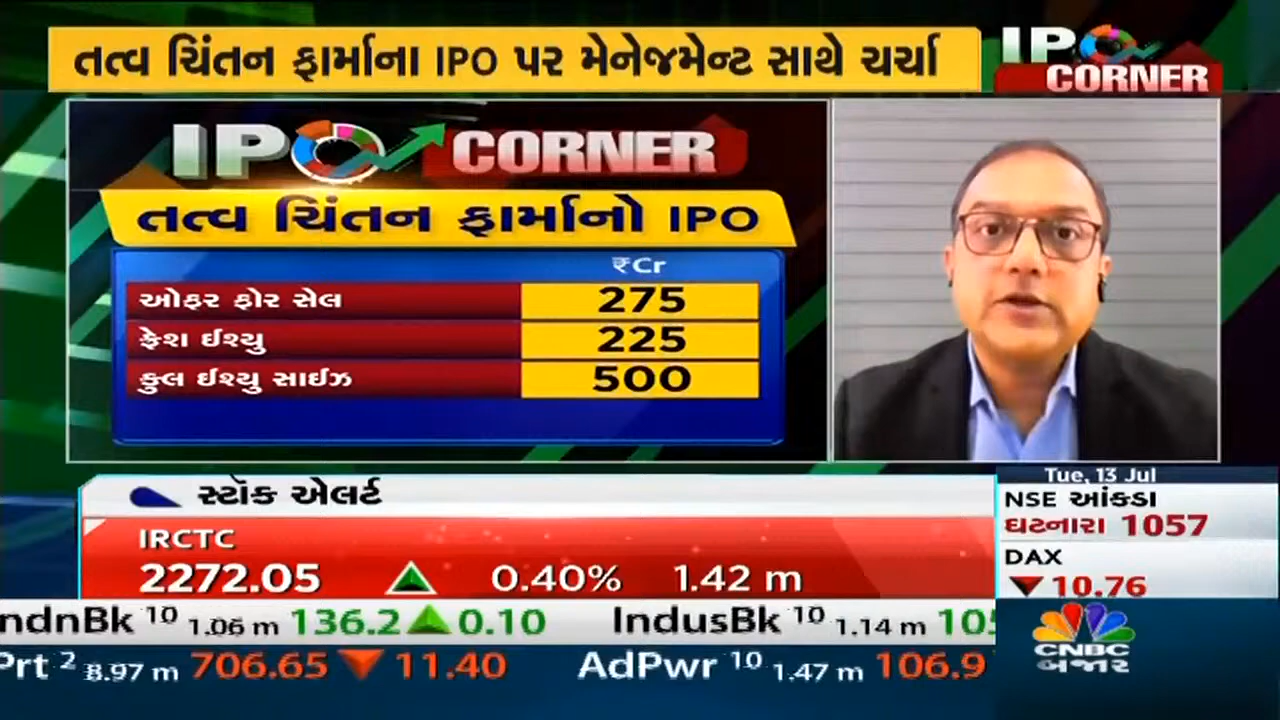 તત્વ ચિંતન ફાર્માના IPO પર મેનેજમેન્ટ સાથે ચર્ચા
IPO CORNER
IPO CORNER
તત્વ ચિંતન ફાર્માનો IPO
₹Cr
ઓફર ફોર સેલ 275
ફ્રેશ ઈશ્યુ 225
કુલ ઈશ્યુ સાઈઝ 500
સ્ટૉક એલર્ટ
IRCTC
2272.05 0.40% 1.42 m
Tue, 13 Jul
NSE આંકડા
ઘટનારા 1057
DAX
10.76
ndnBk 10 1.06 m 136.2 0.10 IndusBk 10 1.14 m 105
Prt 2 8.97 m 706.65 11.40 AdPwr 10 1.47 m 106.9
CNBC
બજાર